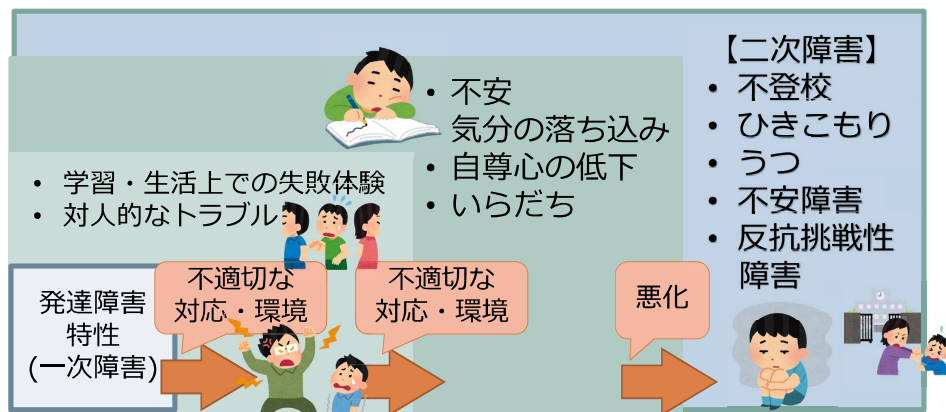 発達障害
特性
(一次障害)
不適切な
対応・環境
• 学習・生活上での失敗体験
• 対人的なトラブル
不適切な
対応・環境
• 不安
気分の落ち込み
• 自尊心の低下
• いらだち
悪化
【二次障害】
• 不登校
• ひきこもり
• うつ
• 不安障害
• 反抗挑戦性
障害